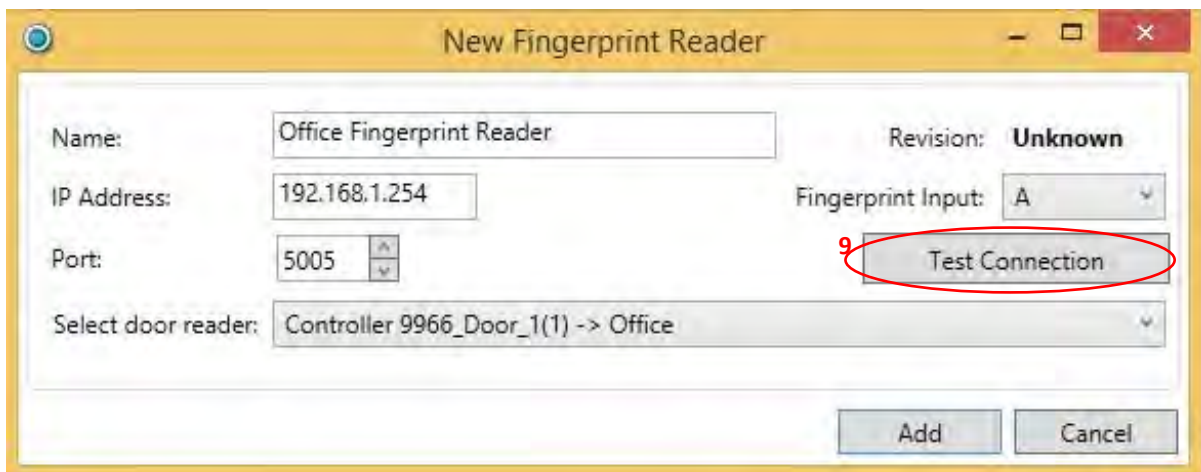 New Fingerprint Reader
Name: Office Fingerprint Reader Revision: Unknown
IP Address: 192.168.1.254 Fingerprint Input: A
Port: 5005 9 Test Connection
Select door reader: Controller 9966_Door_1(1) -> Office
Add Cancel